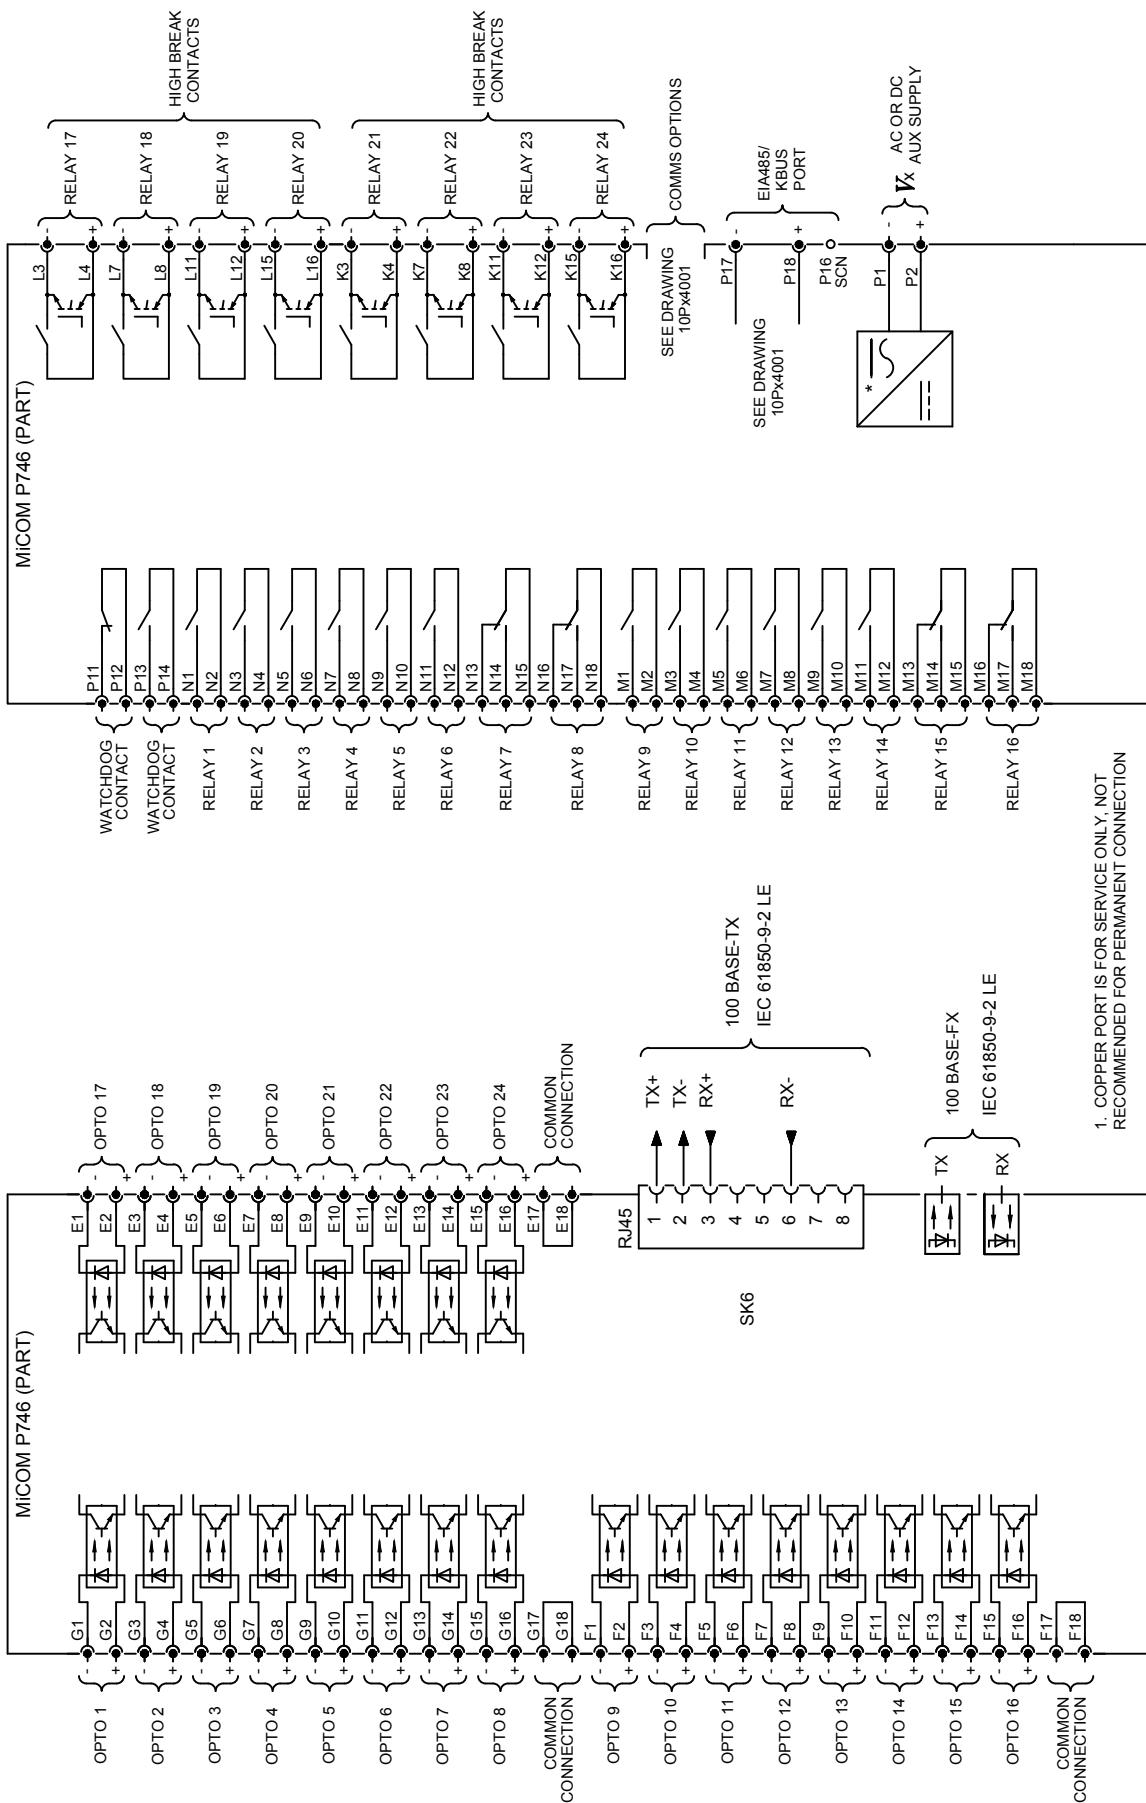 MiCOM P746 (PART)
OPTO 1
-
+
G1
G2
OPTO 2
-
+
G3
G4
OPTO 3
-
+
G5
G6
OPTO 4
-
+
G7
G8
OPTO 5
-
+
G9
G10
OPTO 6
-
+
G11
G12
OPTO 7
-
+
G13
G14
OPTO 8
-
+
G15
G16
COMMON
CONNECTION
G17
G18
OPTO 9
-
+
F1
F2
OPTO 10
-
+
F3
F4
OPTO 11
-
+
F5
F6
OPTO 12
-
+
F7
F8
OPTO 13
-
+
F9
F10
OPTO 14
-
+
F11
F12
OPTO 15
-
+
F13
F14
OPTO 16
-
+
F15
F16
COMMON
CONNECTION
F17
F18
E1
E2
-
+
OPTO 17
E3
E4
-
+
OPTO 18
E5
E6
-
+
OPTO 19
E7
E8
-
+
OPTO 20
E9
E10
-
+
OPTO 21
E11
E12
-
+
OPTO 22
E13
E14
-
+
OPTO 23
E15
E16
-
+
OPTO 24
E17
E18
COMMON
CONNECTION
SK6
RJ45
1
2
3
4
5
6
7
8
TX+
TX-
RX+
RX-
100 BASE-TX
IEC 61850-9-2 LE
TX
RX
100 BASE-FX
IEC 61850-9-2 LE
1. COPPER PORT IS FOR SERVICE ONLY, NOT
RECOMMENDED FOR PERMANENT CONNECTION
MiCOM P746 (PART)
WATCHDOG
CONTACT
P11
P12
WATCHDOG
CONTACT
P13
P14
RELAY 1
N1
N2
RELAY 2
N3
N4
RELAY 3
N5
N6
RELAY 4
N7
N8
RELAY 5
N9
N10
RELAY 6
N11
N12
RELAY 7
N13
N14
N15
RELAY 8
N16
N17
N18
RELAY 9
M1
M2
RELAY 10
M3
M4
RELAY 11
M5
M6
RELAY 12
M7
M8
RELAY 13
M9
M10
RELAY 14
M11
M12
RELAY 15
M13
M14
M15
RELAY 16
M16
M17
M18
L3
L4
-
+
RELAY 17
L7
L8
-
+
RELAY 18
L11
L12
-
+
RELAY 19
L15
L16
-
+
RELAY 20
HIGH BREAK
CONTACTS
K3
K4
-
+
RELAY 21
K7
K8
-
+
RELAY 22
K11
K12
-
+
RELAY 23
K15
K16
-
+
RELAY 24
HIGH BREAK
CONTACTS
SEE DRAWING
10Px4001
COMMS OPTIONS
SEE DRAWING
10Px4001
P17
P18
P16
SCN
-
+
EIA485/
KBUS
PORT
*
P1
P2
-
+
Vx
AC OR DC
AUX SUPPLY